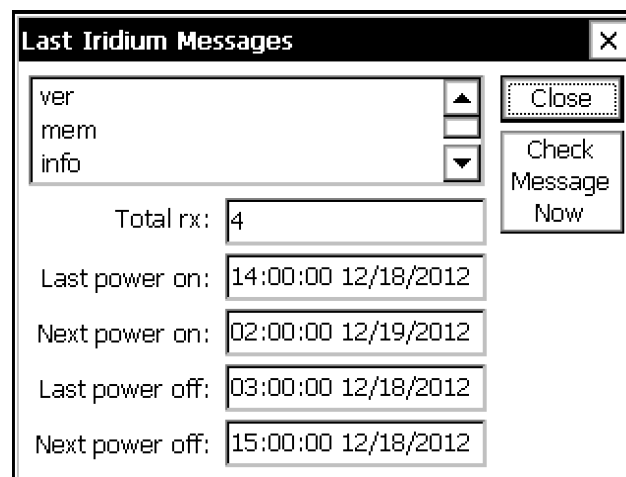 Last Iridium Messages
ver
mem
info
Close
Check
Message
Now
Total rx: 4
Last power on: 14:00:00 12/18/2012
Next power on: 02:00:00 12/19/2012
Last power off: 03:00:00 12/18/2012
Next power off: 15:00:00 12/18/2012